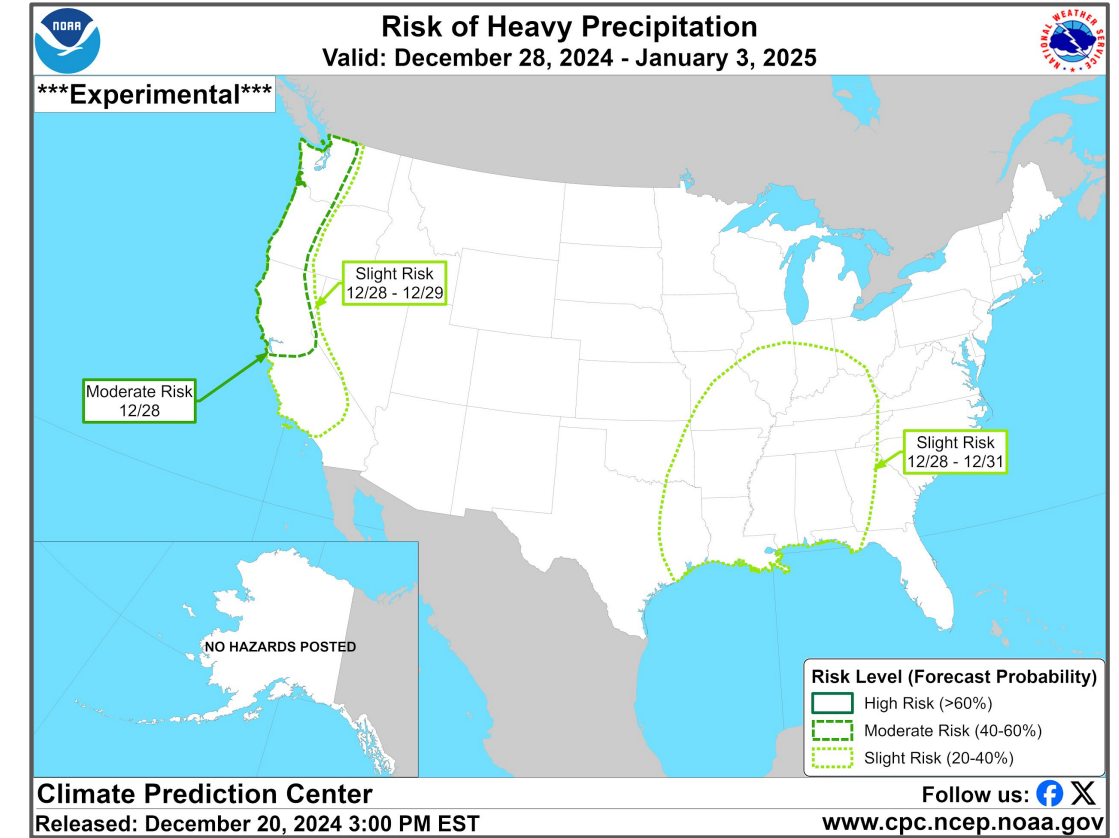 NOAA
Risk of Heavy Precipitation
Valid: December 28, 2024 - January 3, 2025
NATIONAL WEATHER SERVICE
***Experimental***
Slight Risk
12/28 - 12/29
Moderate Risk
12/28
Slight Risk
12/28 - 12/31
NO HAZARDS POSTED
Risk Level (Forecast Probability)
High Risk (>60%)
Moderate Risk (40-60%)
Slight Risk (20-40%)
Climate Prediction Center
Follow us:
Released: December 20, 2024 3:00 PM EST
www.cpc.ncep.noaa.gov